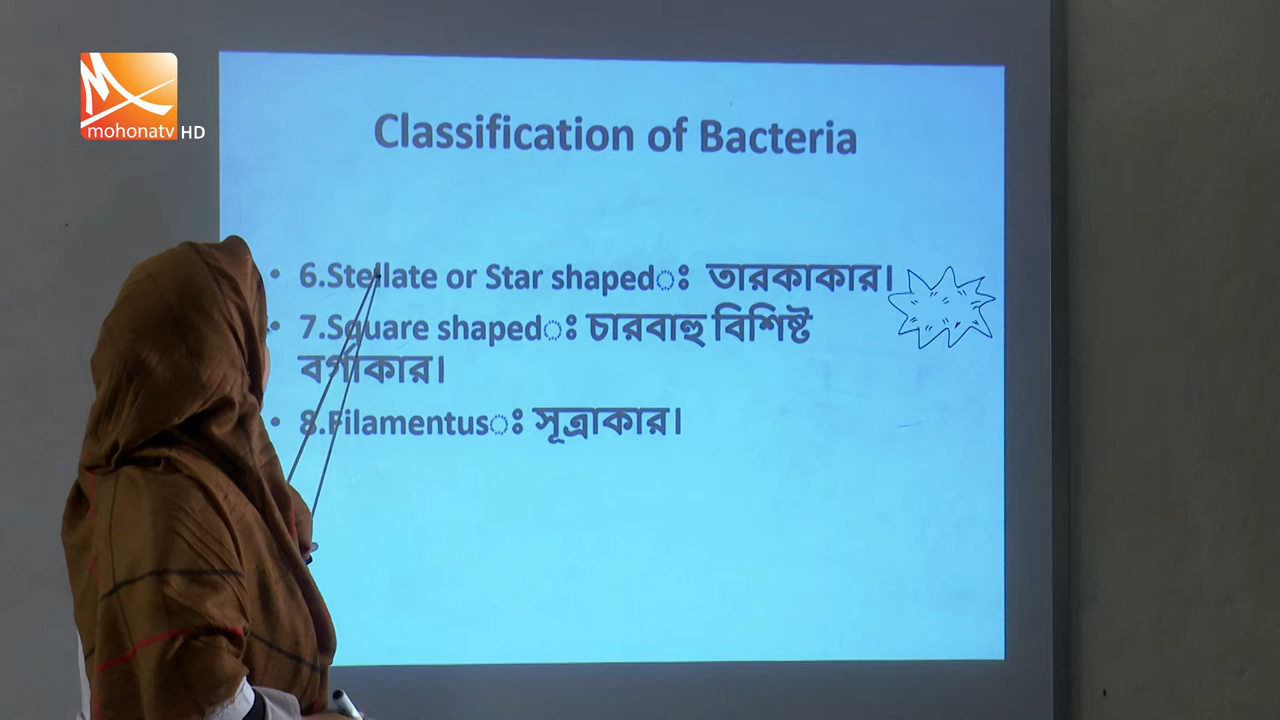 mohonatv HD
Classification of Bacteria
• 6.Stellate or Star shapedঃ তারকাকার।
• 7.Square shapedঃ চারবাহু বিশিষ্ট
বর্গাকার।
• 8.Filamentusঃ সূত্রাকার।